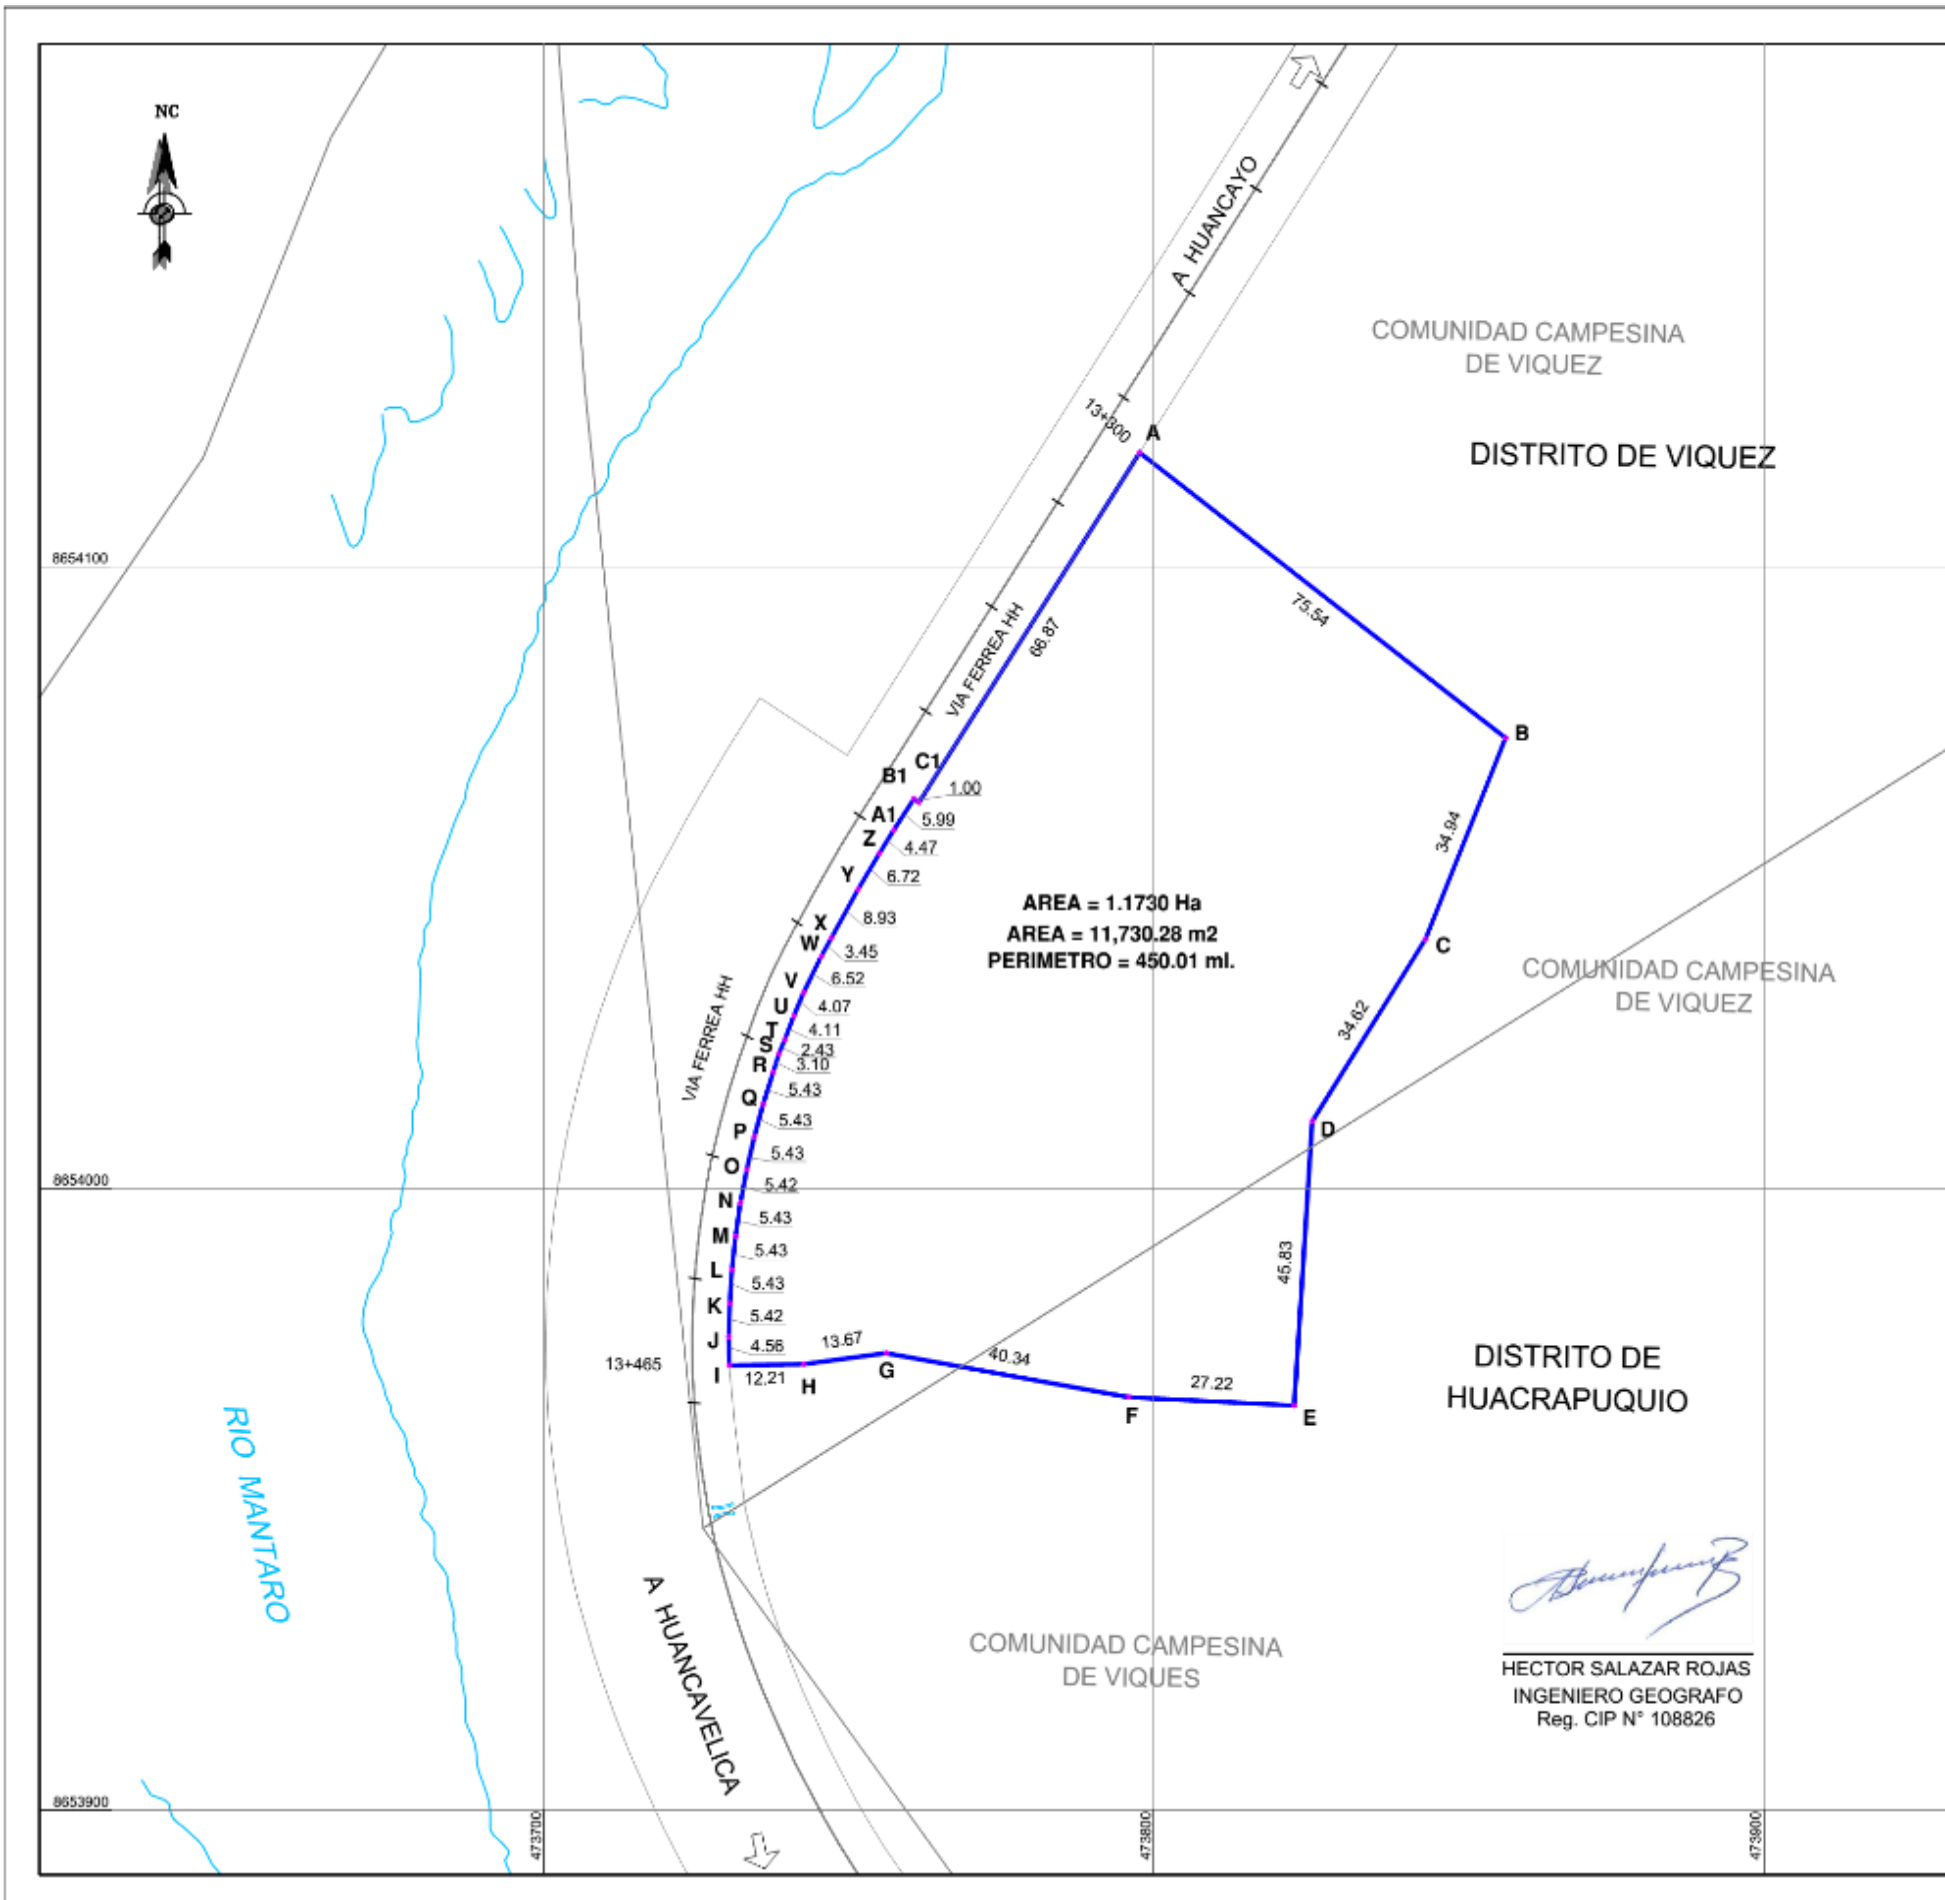 NC
A HUANCAYO
COMUNIDAD CAMPESINA
DE VIQUEZ
13+300
A
DISTRITO DE VIQUEZ
8654100
75.54
66.87
VIA FERREA HH
B
C1
B1
1.00
A1
5.99
Z
4.47
Y
6.72
34.94
AREA = 1.1730 Ha
AREA = 11,730.28 m2
PERIMETRO = 450.01 ml.
8.93
X
W
3.45
C
COMUNIDAD CAMPESINA
DE VIQUEZ
V
6.52
U
4.07
T
4.11
S
2.43
R
3.10
VIA FERREA HH
34.62
Q
5.43
P
5.43
D
O
5.43
8654000
5.42
N
5.43
M
5.43
45.83
L
5.43
K
5.42
J
4.56
13+465
I
12.21
H
13.67
G
40.34
27.22
F
E
DISTRITO DE
HUACRAPUQUIO
RIO MANTARO
A HUANCAVELICA
COMUNIDAD CAMPESINA
DE VIQUES
HECTOR SALAZAR ROJAS
INGENIERO GEOGRAFO
Reg. CIP N° 108826
8653900
473700
473800
473900